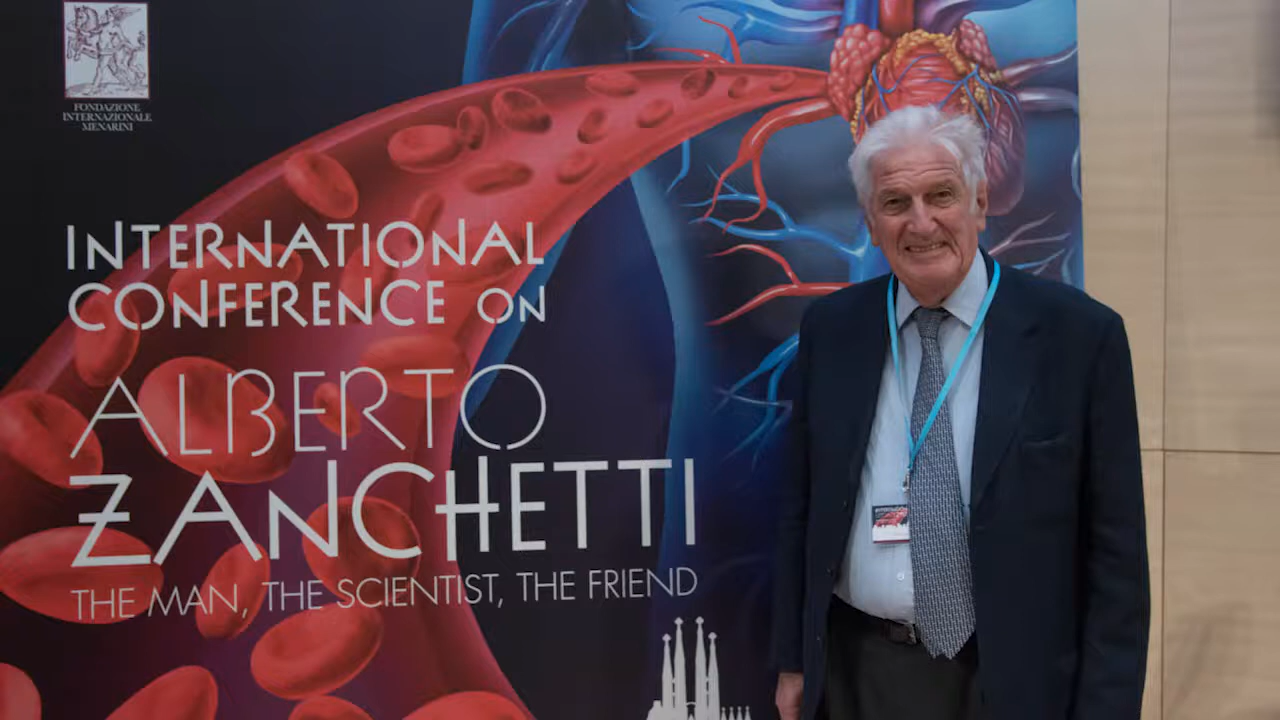 FONDAZIONE
INTERNAZIONALE
MENARINI
INTERNATIONAL
CONFERENCE ON
ALBERTO
ZANCHETTI
THE MAN, THE SCIENTIST, THE FRIEND